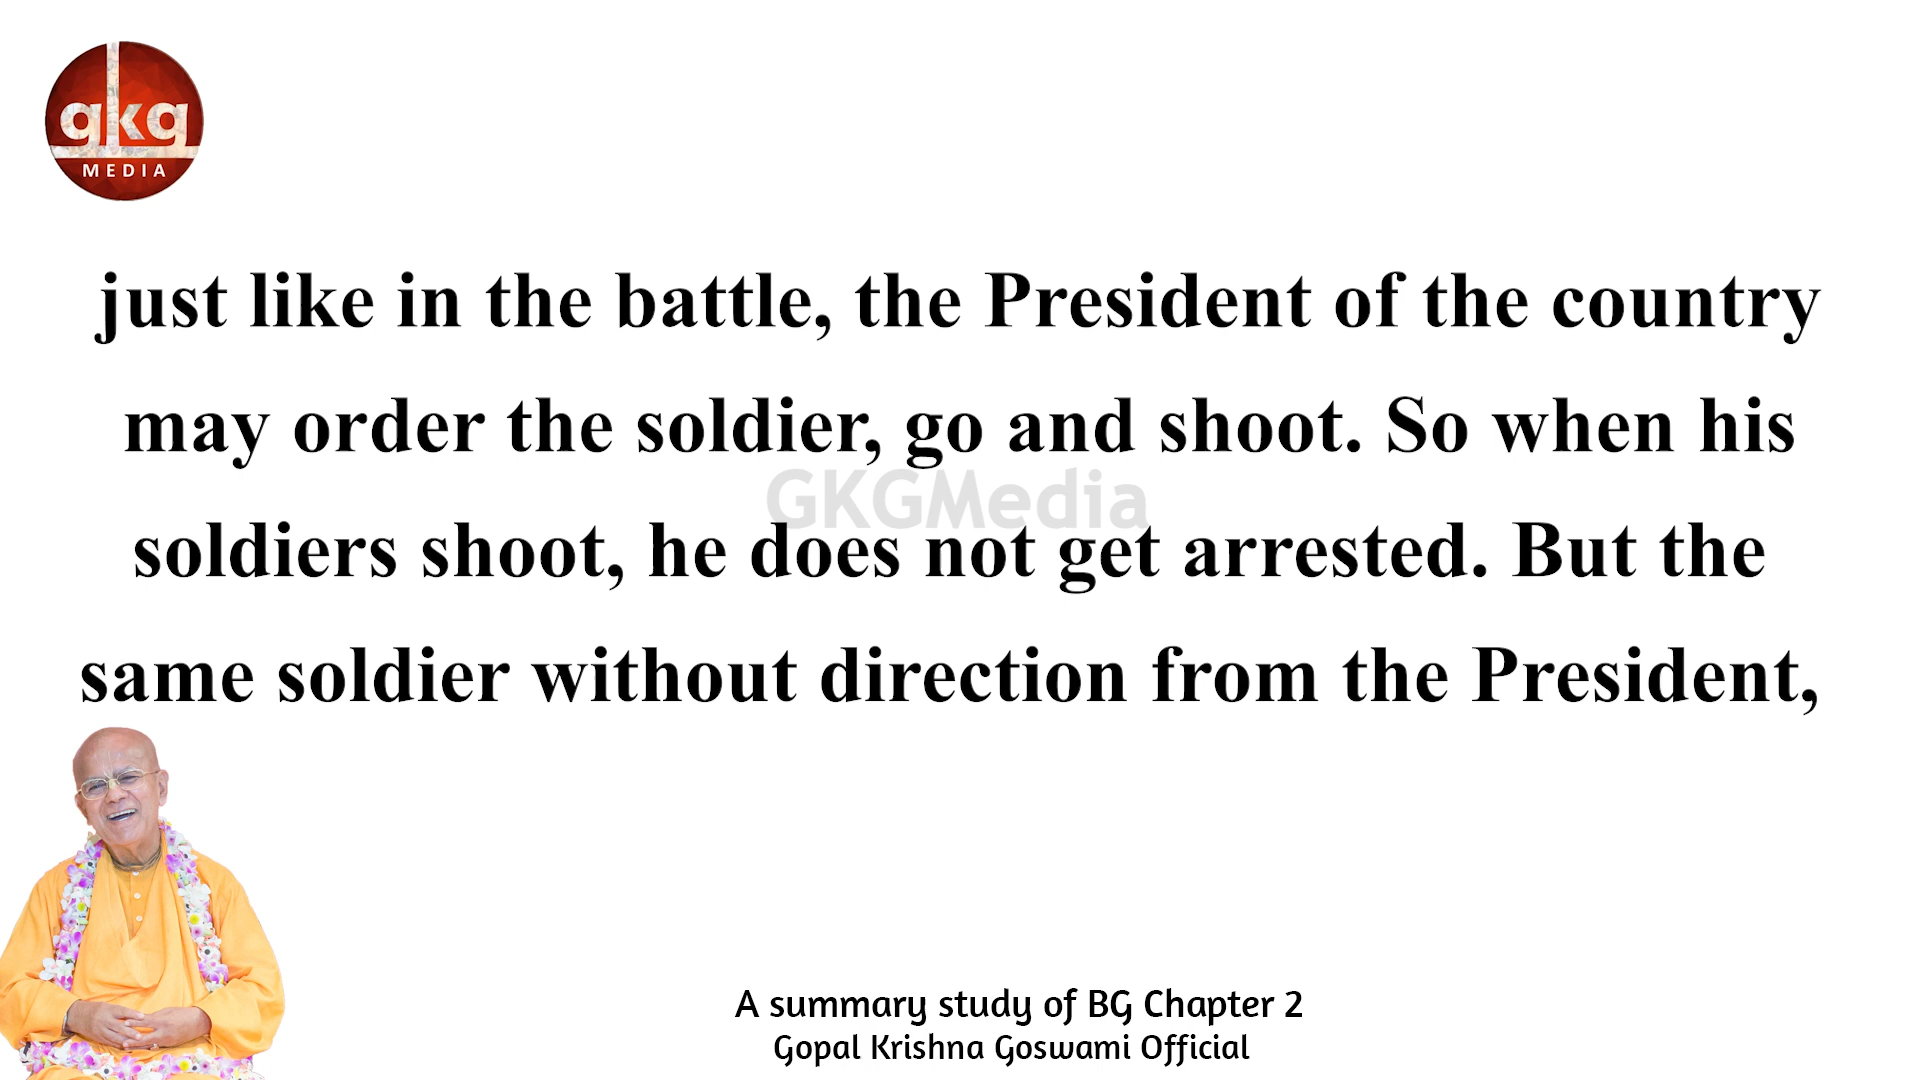 gkg
MEDIA
just like in the battle, the President of the country
may order the soldier, go and shoot. So when his
GKGMedia
soldiers shoot, he does not get arrested. But the
same soldier without direction from the President,
A summary study of BG Chapter 2
Gopal Krishna Goswami Official